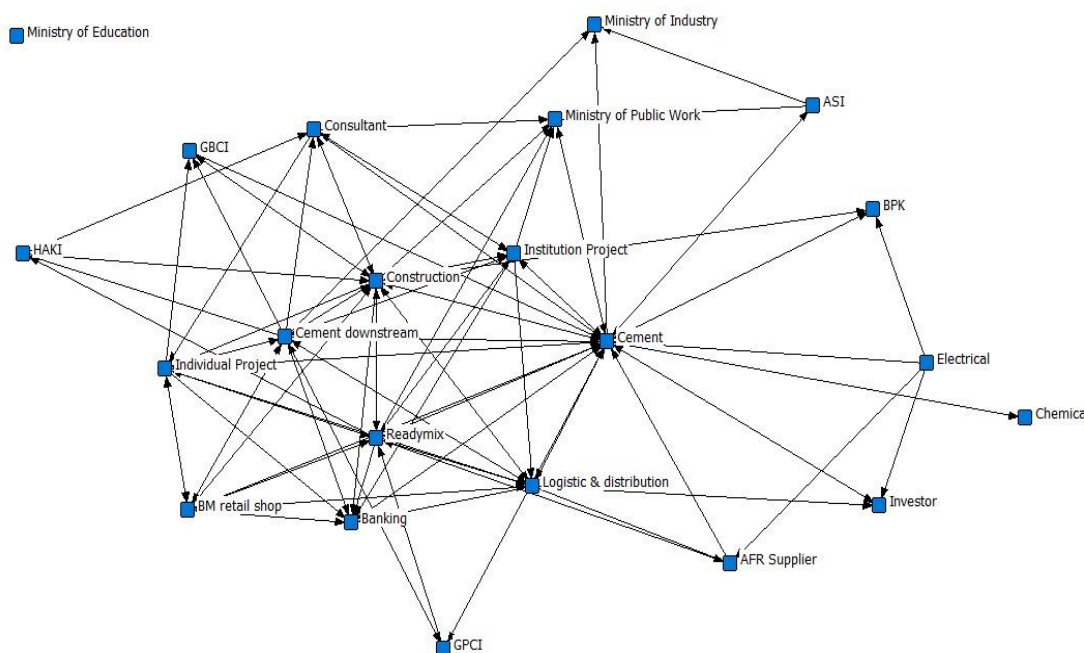 Ministry of Industry
Ministry of Education
ASI
Ministry of Public Work
Consultant
GBCI
BPK
HAKI
Institution Project
Construction
Cement downstream
Cement
Individual Project
Electrical
Chemica
Readymix
Logistic & distribution
BM retail shop
Investor
Banking
AFR Supplier
GPCI